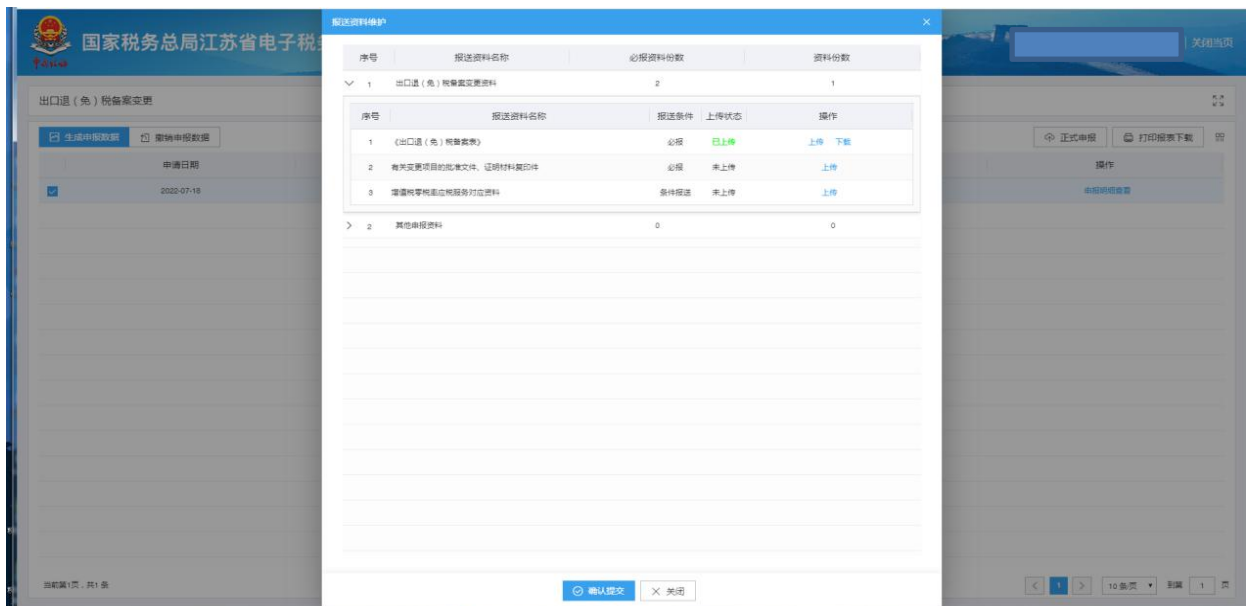 国家税务总局江苏省电子税
关闭当页
报送资料维护
序号 报送资料名称 必报资料份数 资料份数
1 出口退（免）税备案变更资料 2 1
序号 报送资料名称 报送条件 上传状态 操作
1 《出口退（免）税备案表》 必报 已上传 上传 下载
2 有关变更项目的批准文件、证明材料复印件 必报 未上传 上传
3 增值税零税率应税服务对应资料 条件报送 未上传 上传
2 其他申报资料 0 0
确认提交 关闭
出口退（免）税备案变更
生成申报数据 撤销申报数据 正式申报 打印报表下载
申请日期 操作
2022-07-18 申报明细查看
当前第1页，共1 条 1 10 条/页 到第 1 页